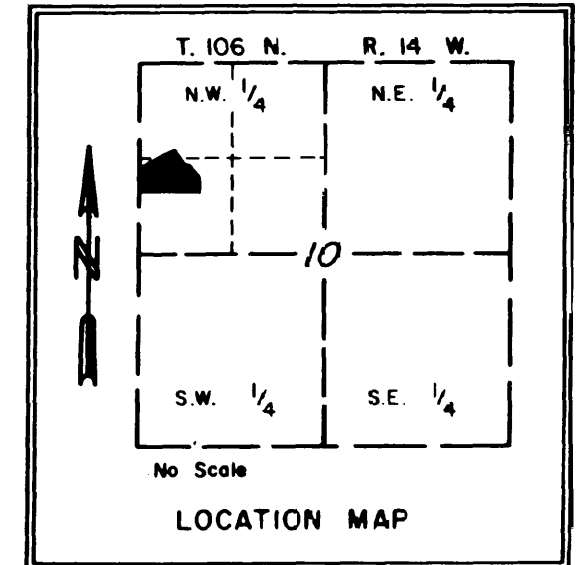 T. 106 N. R. 14 W.
N.W. 1/4 N.E. 1/4
N
10
S.W. 1/4 S.E. 1/4
No Scale
LOCATION MAP